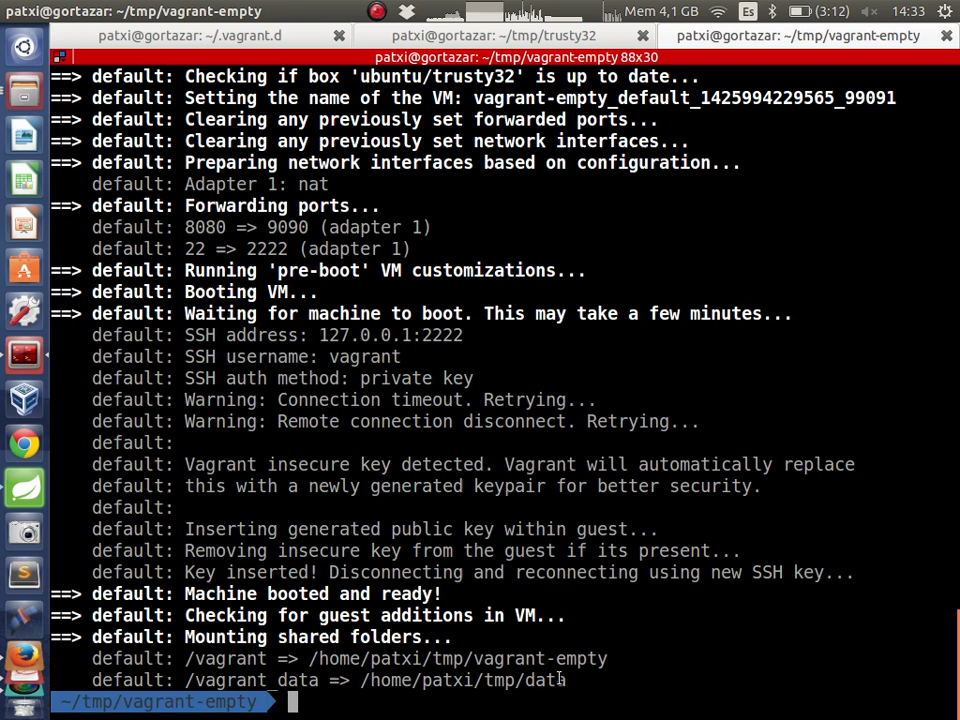 patxi@gortazar: ~/tmp/vagrant-empty
Mem 4,1 GB
Es
(3:12)
14:33
patxi@gortazar: ~/.vagrant.d
patxi@gortazar: ~/tmp/trusty32
patxi@gortazar: ~/tmp/vagrant-empty
patxi@gortazar: ~/tmp/vagrant-empty 88x30
==> default: Checking if box 'ubuntu/trusty32' is up to date...
==> default: Setting the name of the VM: vagrant-empty_default_1425994229565_99091
==> default: Clearing any previously set forwarded ports...
==> default: Clearing any previously set network interfaces...
==> default: Preparing network interfaces based on configuration...
default: Adapter 1: nat
==> default: Forwarding ports...
default: 8080 => 9090 (adapter 1)
default: 22 => 2222 (adapter 1)
==> default: Running 'pre-boot' VM customizations...
==> default: Booting VM...
==> default: Waiting for machine to boot. This may take a few minutes...
default: SSH address: 127.0.0.1:2222
default: SSH username: vagrant
default: SSH auth method: private key
default: Warning: Connection timeout. Retrying...
default: Warning: Remote connection disconnect. Retrying...
default:
default: Vagrant insecure key detected. Vagrant will automatically replace
default: this with a newly generated keypair for better security.
default:
default: Inserting generated public key within guest...
default: Removing insecure key from the guest if its present...
default: Key inserted! Disconnecting and reconnecting using new SSH key...
==> default: Machine booted and ready!
==> default: Checking for guest additions in VM...
==> default: Mounting shared folders...
default: /vagrant => /home/patxi/tmp/vagrant-empty
default: /vagrant_data => /home/patxi/tmp/data
~/tmp/vagrant-empty